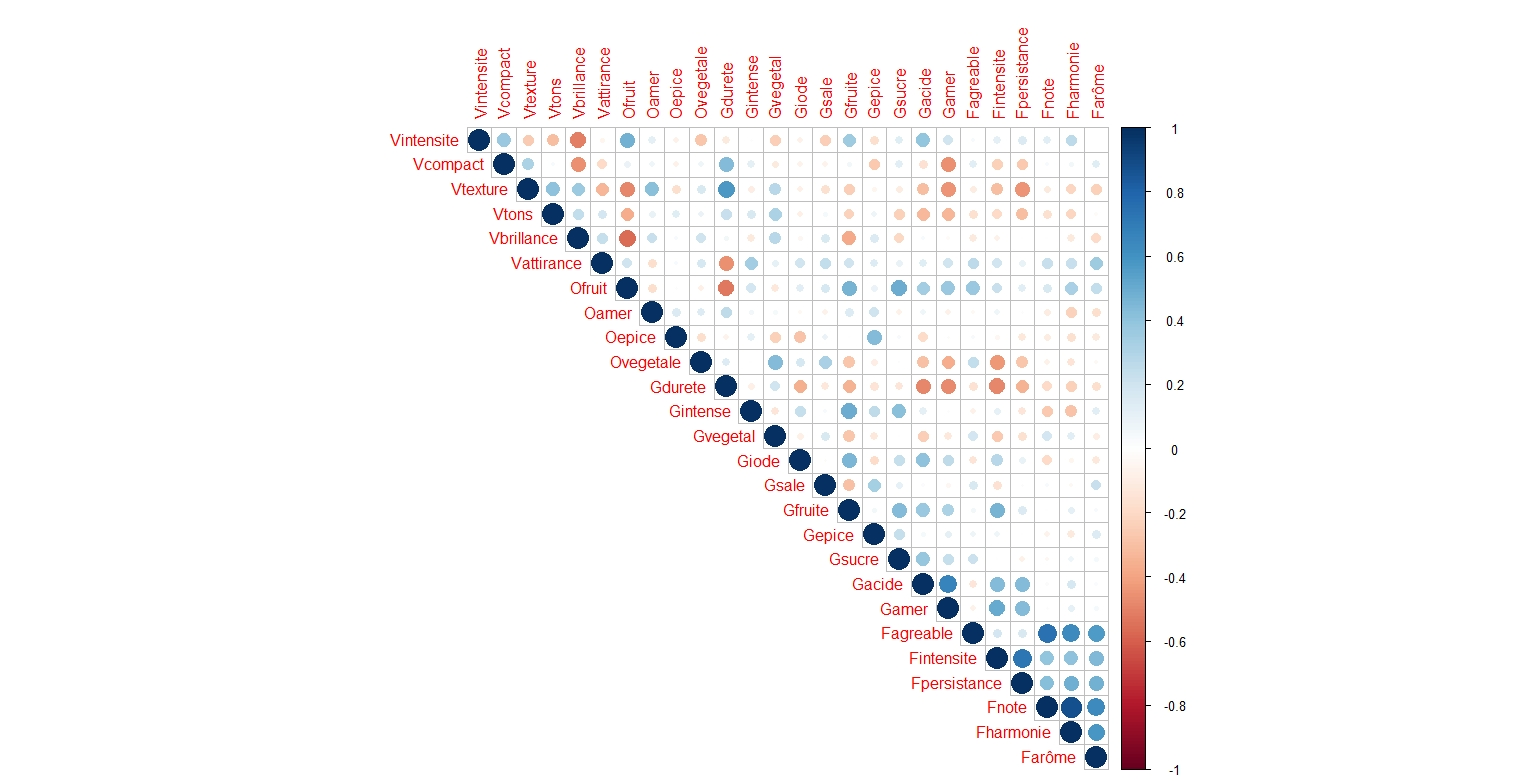 Vintensite
Vcompact
Vtexture
Vtons
Vbrillance
Vattirance
Ofruit
Oamer
Oepice
Ovegetale
Gdurete
Gintense
Gvegetal
Giode
Gsale
Gfruite
Gepice
Gsucre
Gacide
Gamer
Fagreable
Fintensite
Fpersistance
Fnote
Fharmonie
Farôme
Vintensite
Vcompact
Vtexture
Vtons
Vbrillance
Vattirance
Ofruit
Oamer
Oepice
Ovegetale
Gdurete
Gintense
Gvegetal
Giode
Gsale
Gfruite
Gepice
Gsucre
Gacide
Gamer
Fagreable
Fintensite
Fpersistance
Fnote
Fharmonie
Farôme
1
0.8
0.6
0.4
0.2
0
-0.2
-0.4
-0.6
-0.8
-1